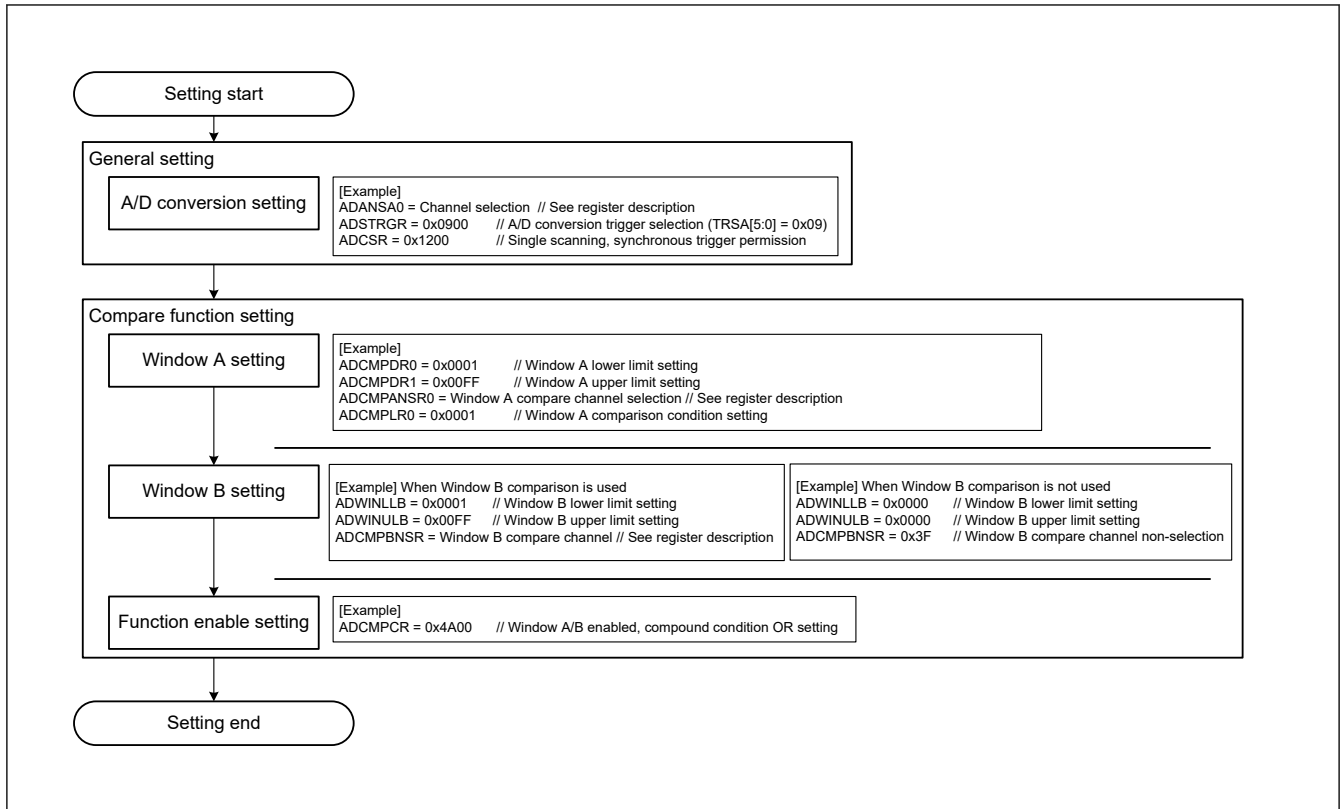 Setting start
General setting
A/D conversion setting
[Example]
ADANSA0 = Channel selection // See register description
ADSTRGR = 0x0900 // A/D conversion trigger selection (TRSA[5:0] = 0x09)
ADCSR = 0x1200 // Single scanning, synchronous trigger permission
Compare function setting
Window A setting
[Example]
ADCMPDR0 = 0x0001 // Window A lower limit setting
ADCMPDR1 = 0x00FF // Window A upper limit setting
ADCMPANSR0 = Window A compare channel selection // See register description
ADCMPLR0 = 0x0001 // Window A comparison condition setting
Window B setting
[Example] When Window B comparison is used
ADWINLLB = 0x0001 // Window B lower limit setting
ADWINULB = 0x00FF // Window B upper limit setting
ADCMPBNSR = Window B compare channel // See register description
[Example] When Window B comparison is not used
ADWINLLB = 0x0000 // Window B lower limit setting
ADWINULB = 0x0000 // Window B upper limit setting
ADCMPBNSR = 0x3F // Window B compare channel non-selection
Function enable setting
[Example]
ADCMPCR = 0x4A00 // Window A/B enabled, compound condition OR setting
Setting end